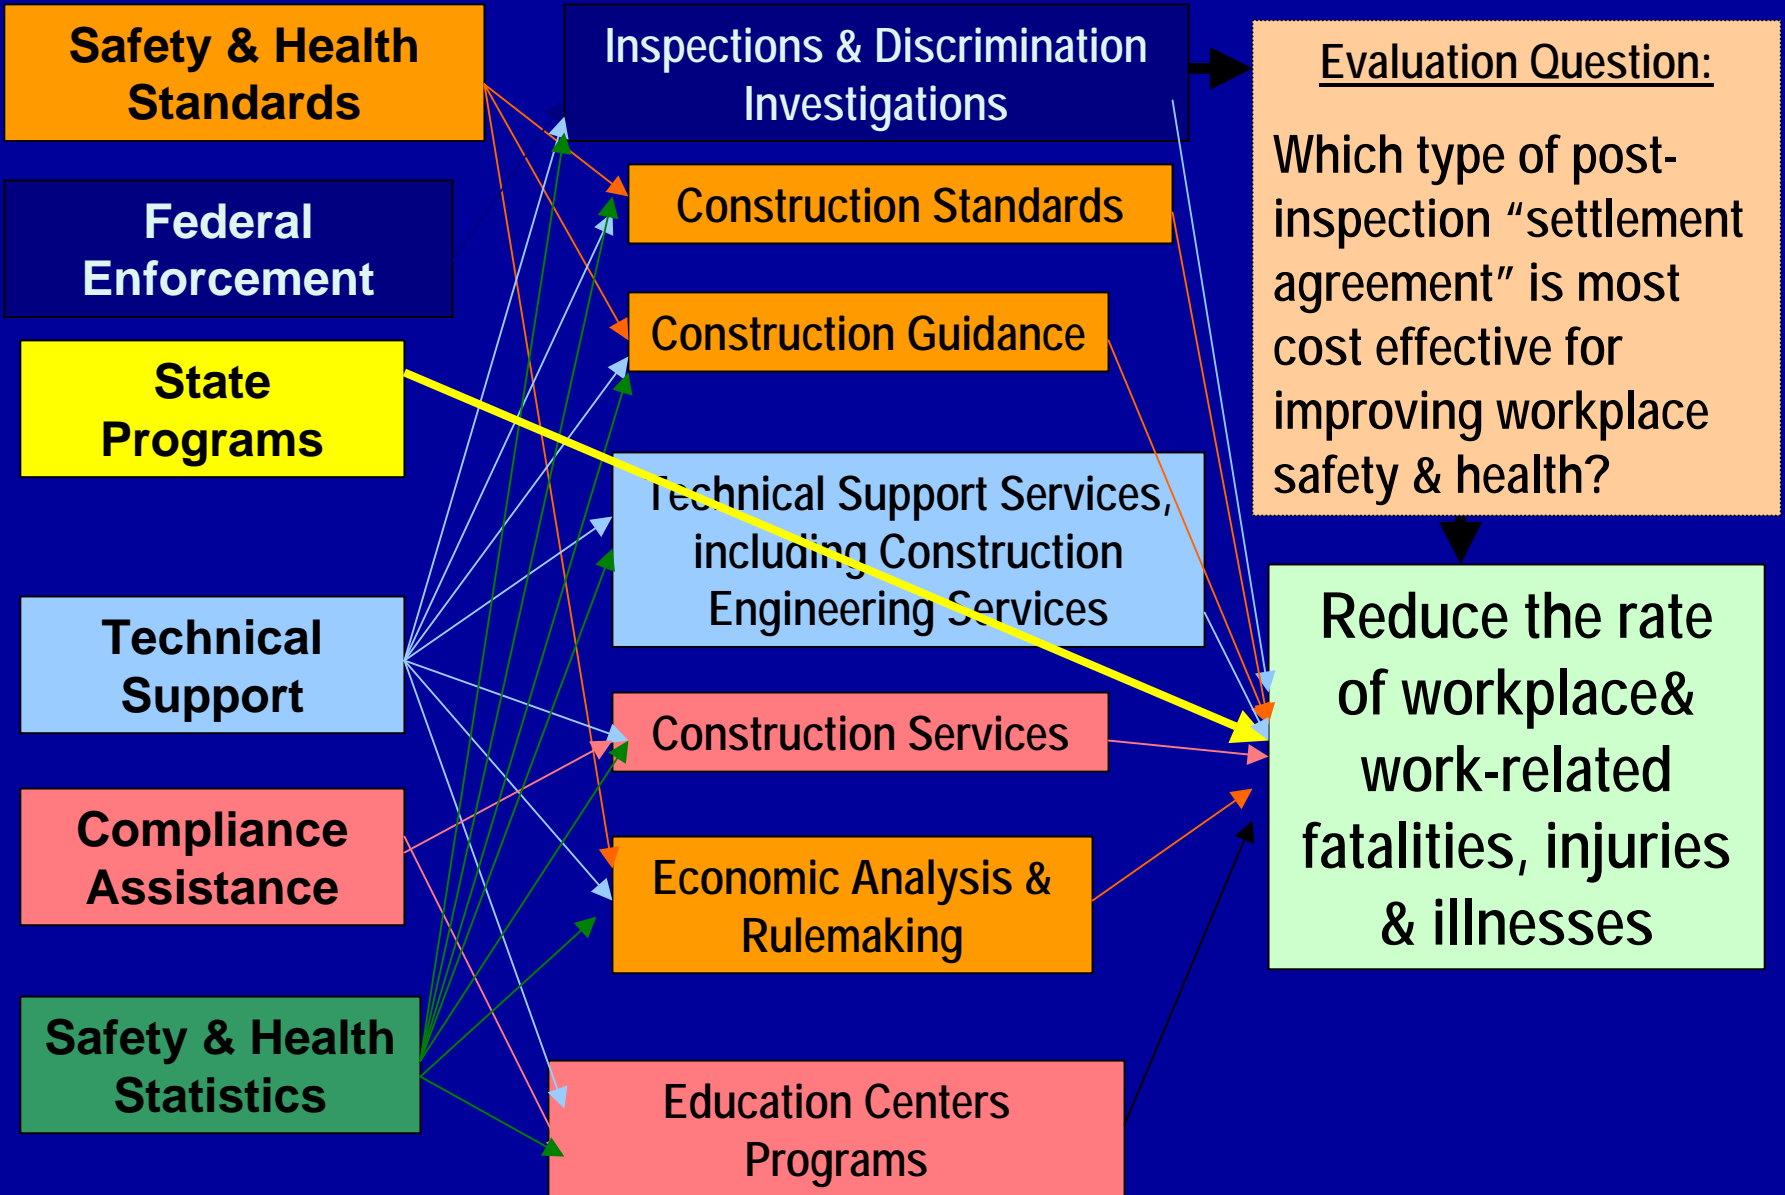 Safety & Health
Standards
Federal
Enforcement
State
Programs
Technical
Support
Compliance
Assistance
Safety & Health
Statistics
Inspections & Discrimination
Investigations
Construction Standards
Construction Guidance
Technical Support Services,
including Construction
Engineering Services
Construction Services
Economic Analysis &
Rulemaking
Education Centers
Programs
Evaluation Question:
Which type of post-
inspection “settlement
agreement” is most
cost effective for
improving workplace
safety & health?
Reduce the rate
of workplace&
work-related
fatalities, injuries
& illnesses